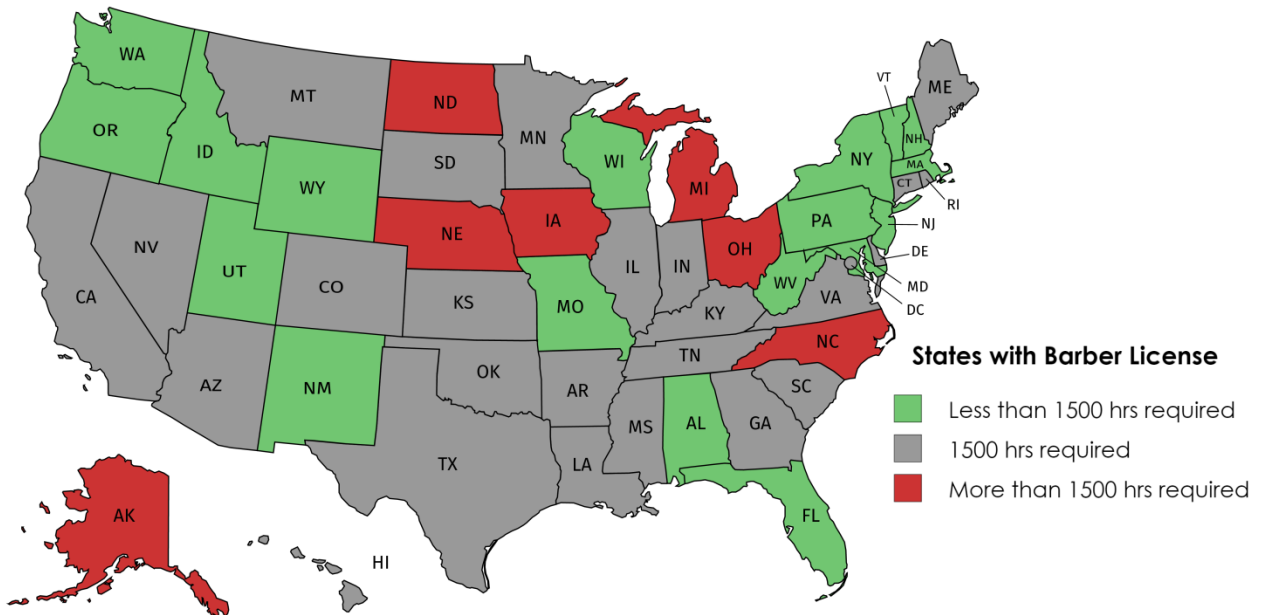 WA
MT
ND
MN
VT
ME
OR
ID
SD
WI
NY
NH
MA
CT
RI
WY
MI
NV
NE
IA
PA
NJ
UT
CO
IL
IN
OH
DE
CA
KS
MO
WV
VA
MD
DC
KY
AZ
NM
OK
AR
TN
NC
SC
MS
AL
GA
TX
LA
FL
AK
HI
States with Barber License
Less than 1500 hrs required
1500 hrs required
More than 1500 hrs required